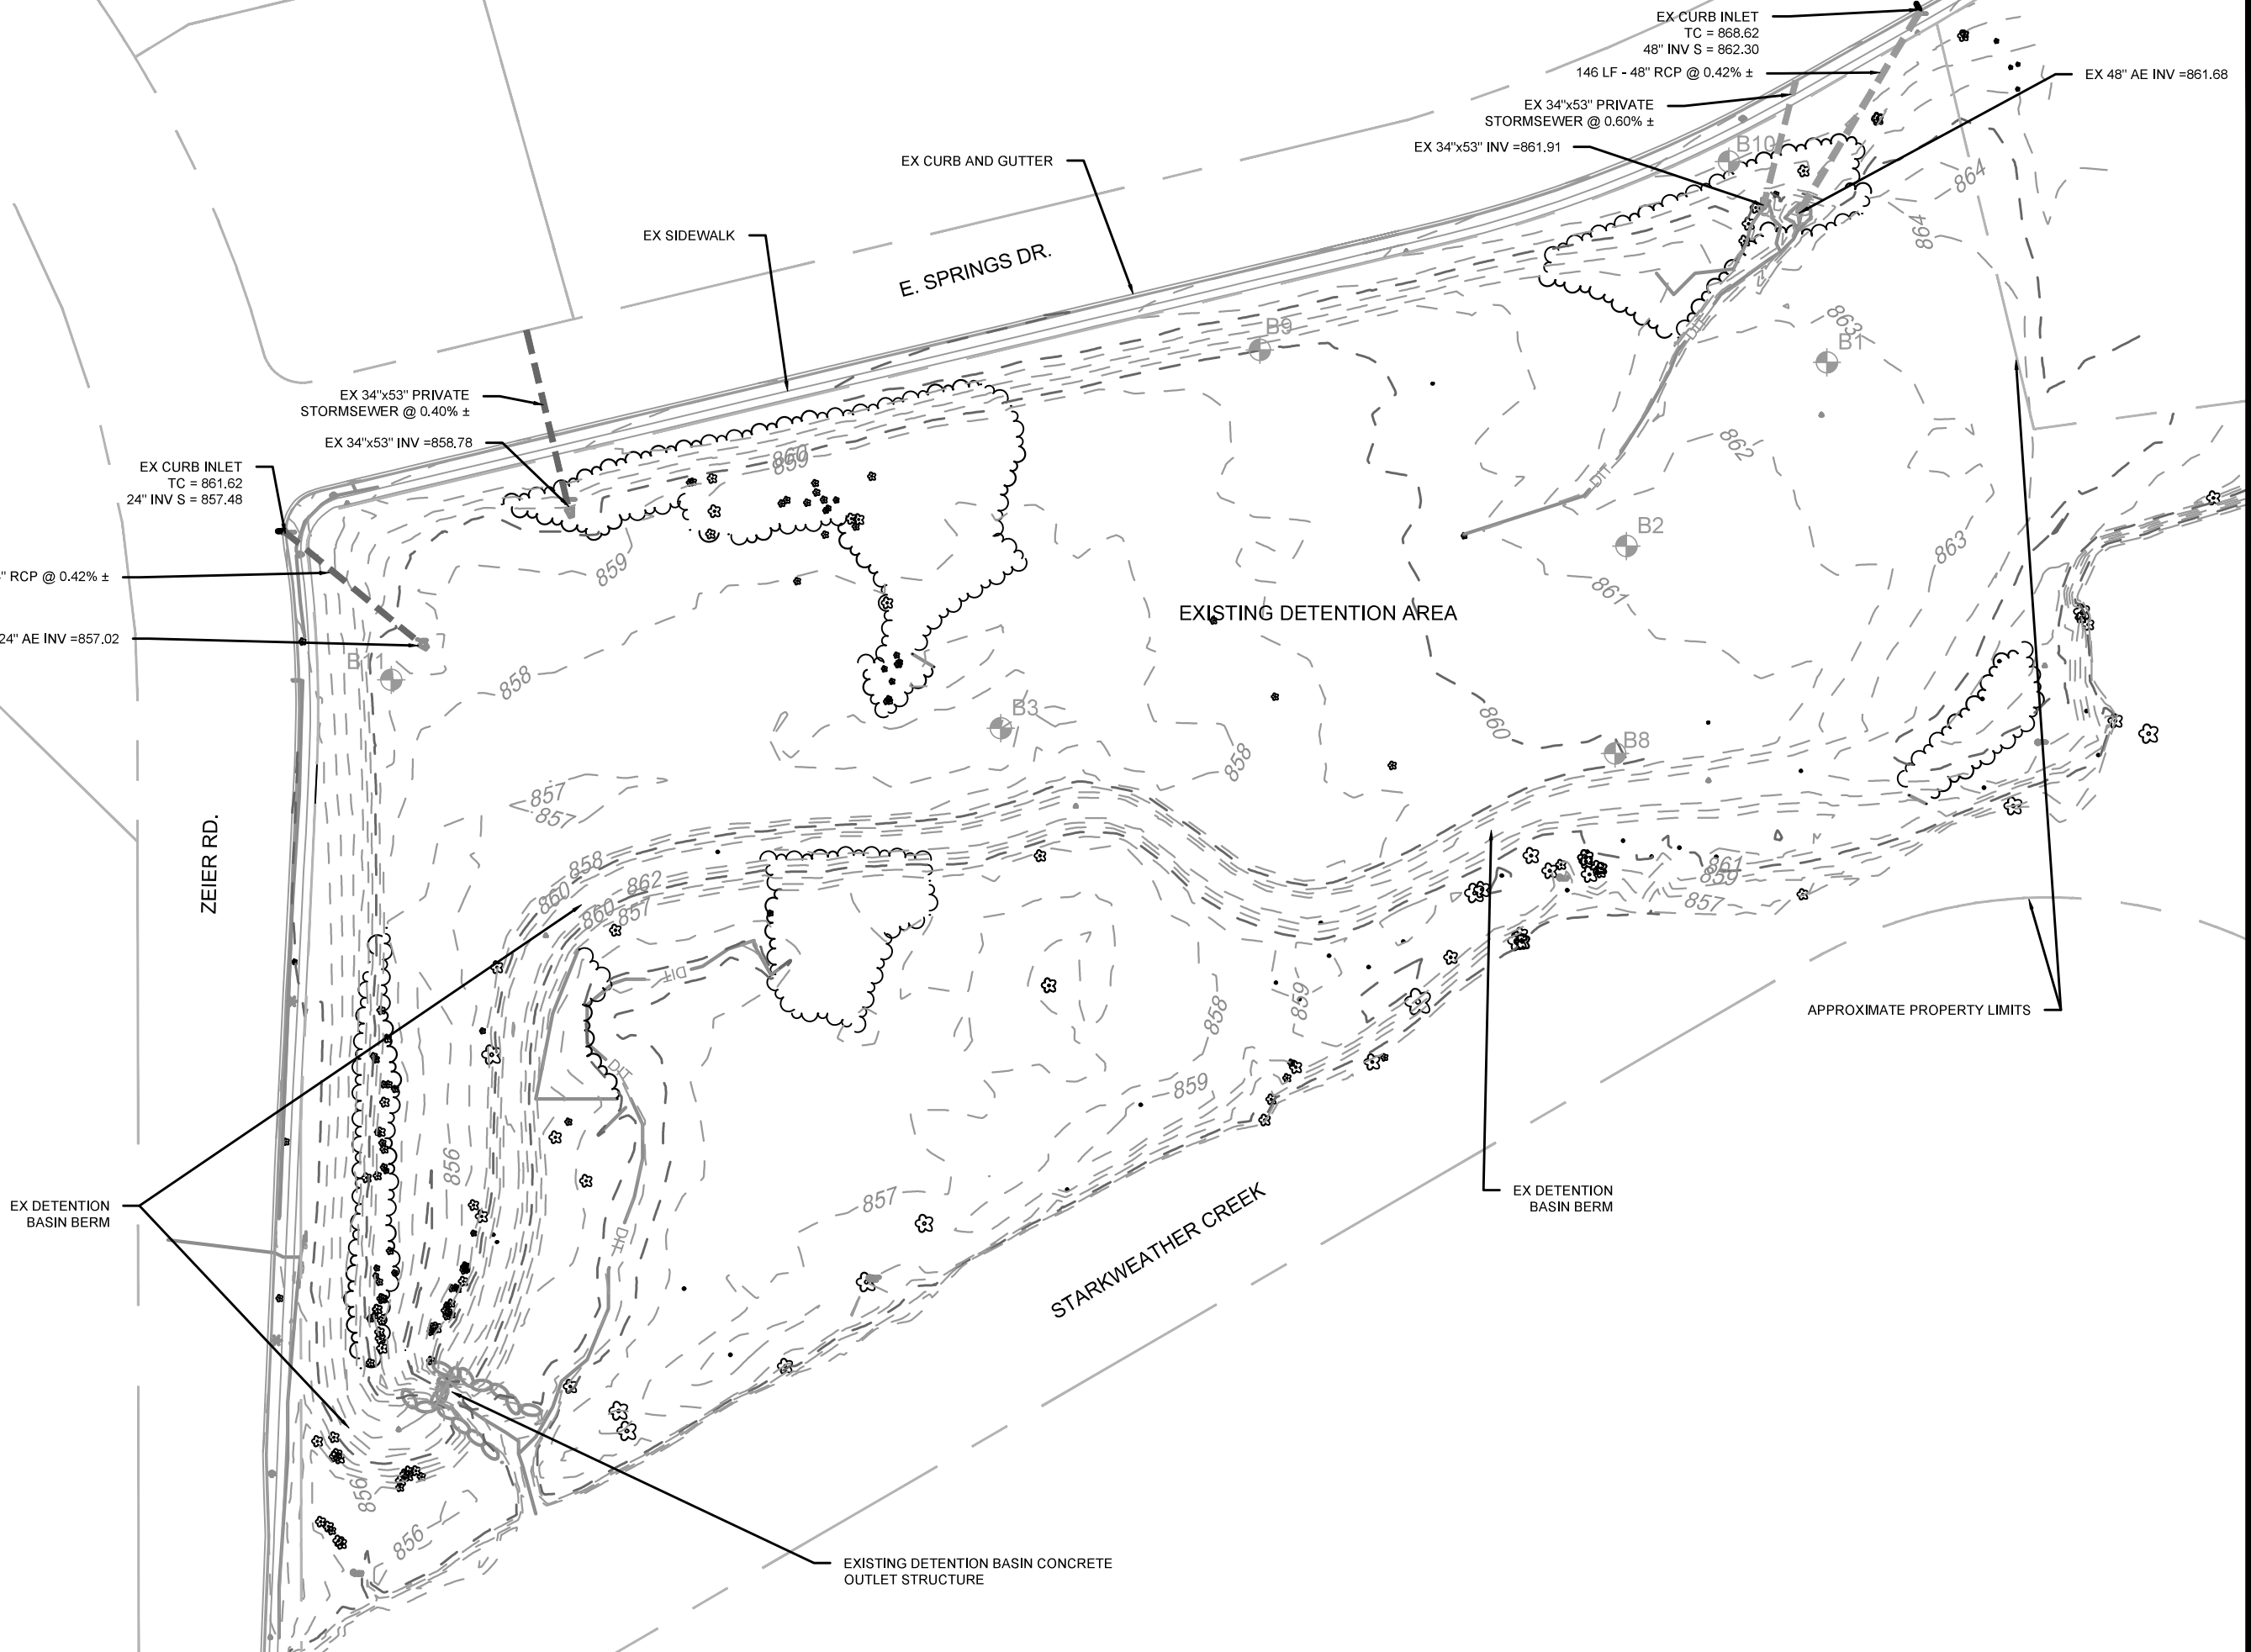 EX CURB INLET
TC = 868.62
48" INV S = 862.30
146 LF - 48" RCP @ 0.42% ±
EX 48" AE INV =861.68
EX 34"x53" PRIVATE
STORMSEWER @ 0.60% ±
EX 34"x53" INV =861.91
B10
EX CURB AND GUTTER
864
864
EX SIDEWALK
E. SPRINGS DR.
B9
863
B1
DIT
EX 34"x53" PRIVATE
STORMSEWER @ 0.40% ±
EX 34"x53" INV =858.78
862
860
859
EX CURB INLET
TC = 861.62
24" INV S = 857.48
DIT
B2
863
859
" RCP @ 0.42% ±
861
EXISTING DETENTION AREA
24" AE INV =857.02
B11
858
B3
860
B8
858
857
857
ZEIER RD.
858
862
860
860
857
861
859
857
DIT
859
858
APPROXIMATE PROPERTY LIMITS
DIT
859
856
857
EX DETENTION
BASIN BERM
EX DETENTION
BASIN BERM
DIT
STARKWEATHER CREEK
856
856
EXISTING DETENTION BASIN CONCRETE
OUTLET STRUCTURE